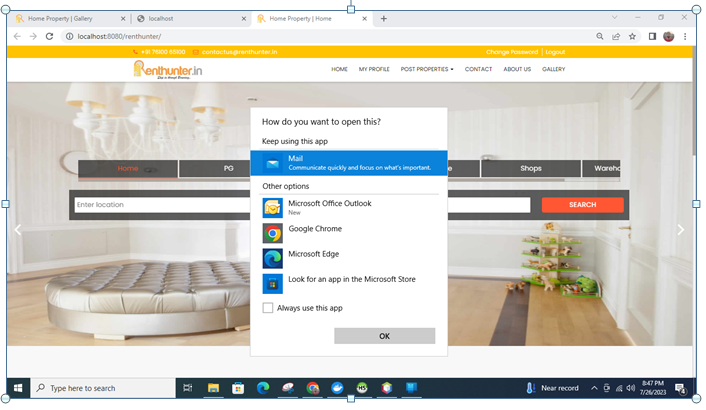 Home Property | Gallery
localhost
Home Property | Home
localhost:8080/renthunter/
contactus@renthunter.in
Change Password
Logout
Renthunter.in
HOME
MY PROFILE
POST PROPERTIES
CONTACT
ABOUT US
GALLERY
How do you want to open this?
Keep using this app
Mail
Communicate quickly and focus on what's important.
Other options
Microsoft Office Outlook
New
Google Chrome
Microsoft Edge
Look for an app in the Microsoft Store
Always use this app
OK
Home
PG
Shops
Wareho
Enter location
SEARCH
Type here to search
Near record
8:47 PM
7/26/2023
4